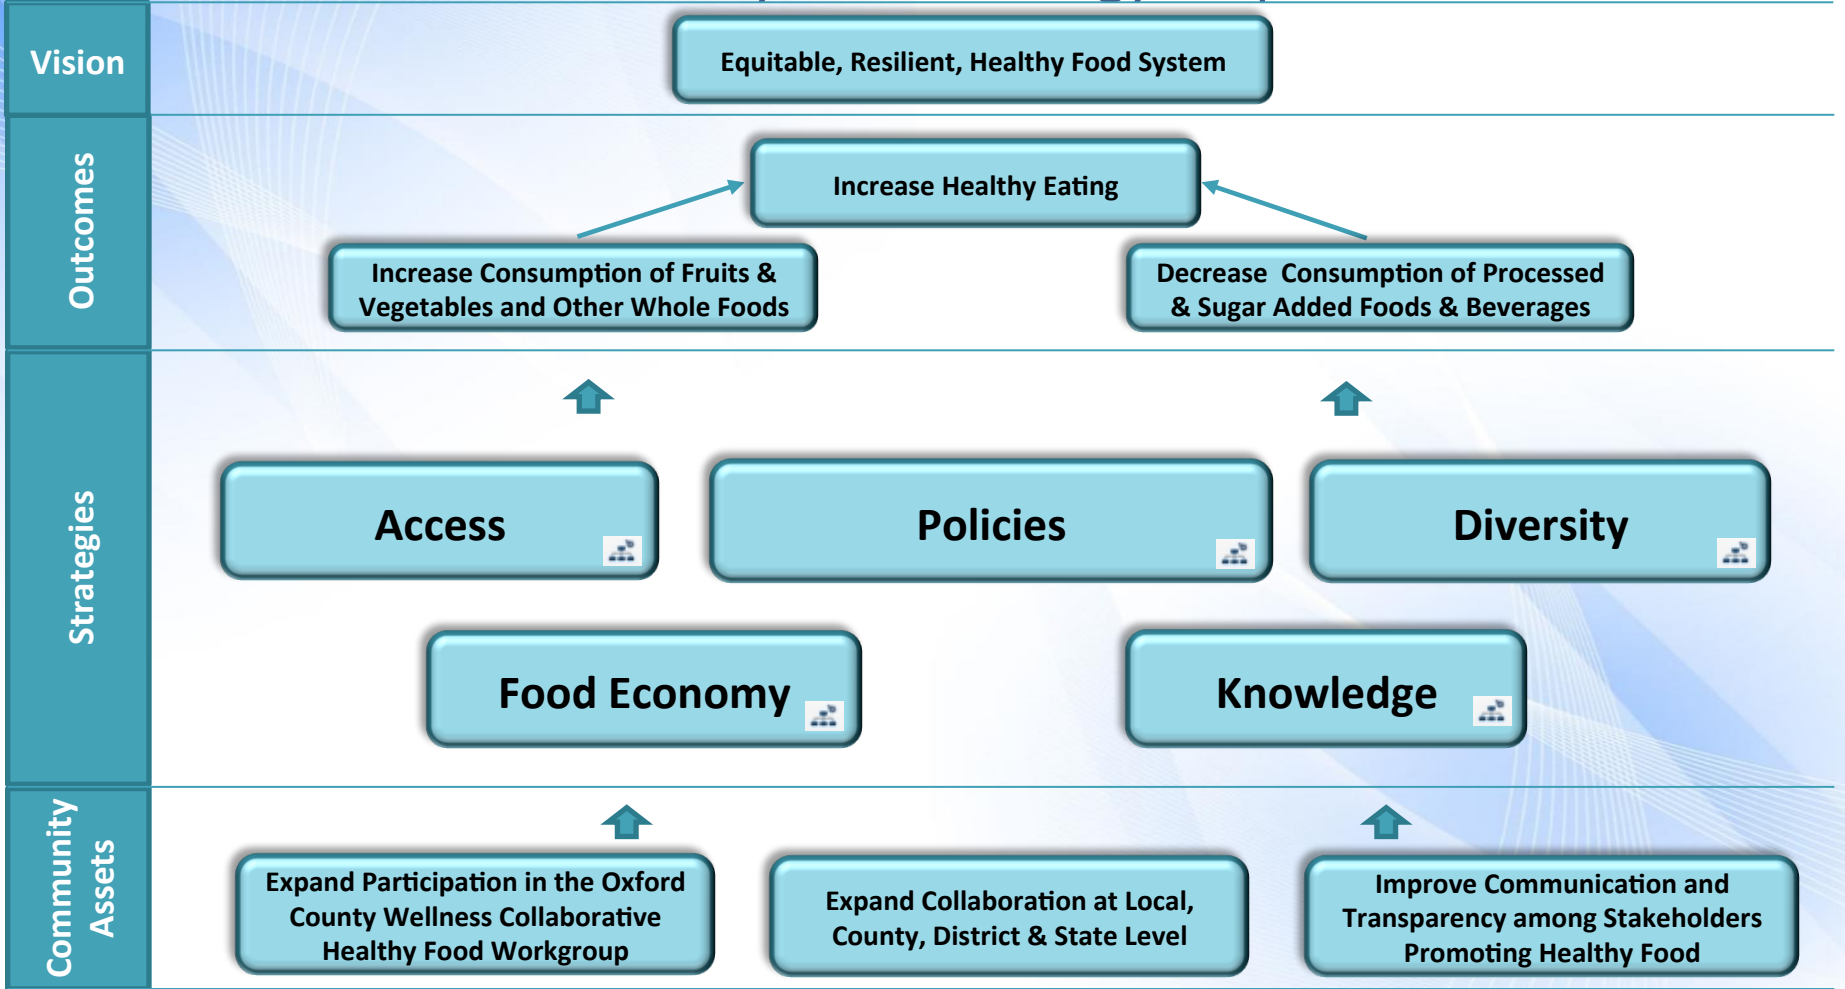 Vision
Equitable, Resilient, Healthy Food System
Outcomes
Increase Healthy Eating
Increase Consumption of Fruits &
Vegetables and Other Whole Foods
Decrease Consumption of Processed
& Sugar Added Foods & Beverages
Strategies
Access
Policies
Diversity
Food Economy
Knowledge
Community
Assets
Expand Participation in the Oxford
County Wellness Collaborative
Healthy Food Workgroup
Expand Collaboration at Local,
County, District & State Level
Improve Communication and
Transparency among Stakeholders
Promoting Healthy Food